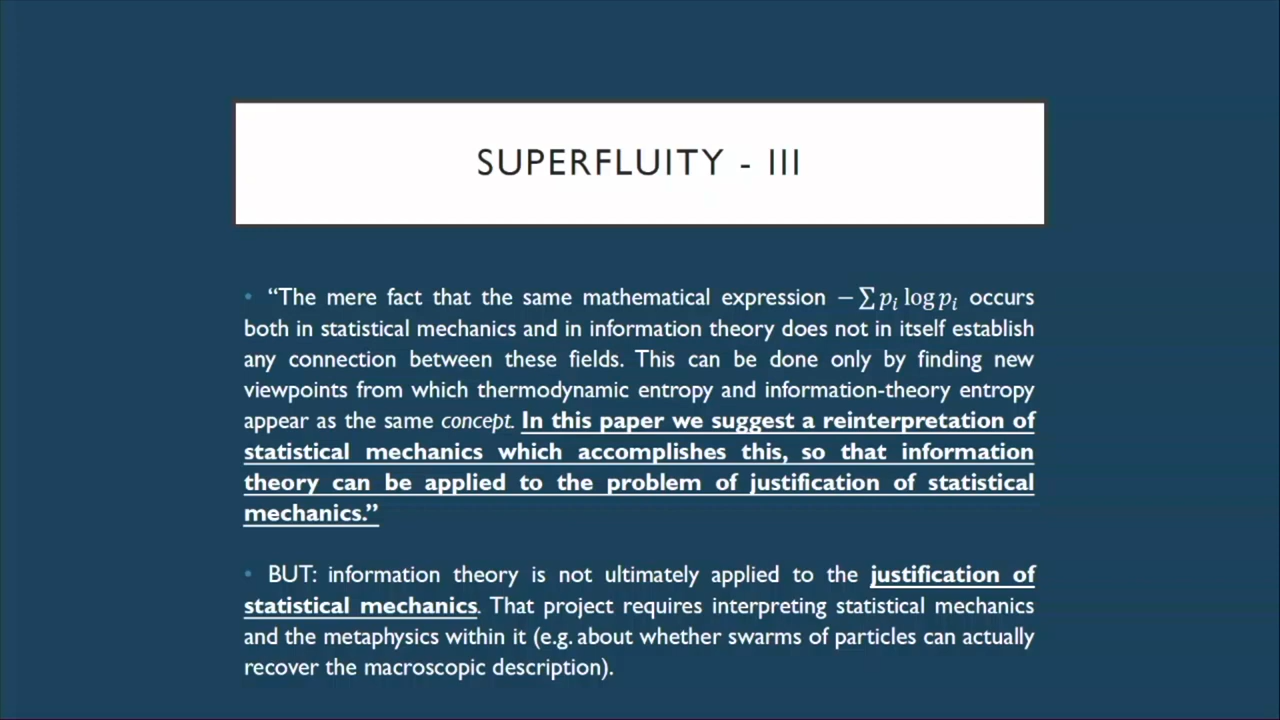 SUPERFLUITY - III
• “The mere fact that the same mathematical expression −∑ pᵢ log pᵢ occurs
both in statistical mechanics and in information theory does not in itself establish
any connection between these fields. This can be done only by finding new
viewpoints from which thermodynamic entropy and information-theory entropy
appear as the same concept. In this paper we suggest a reinterpretation of
statistical mechanics which accomplishes this, so that information
theory can be applied to the problem of justification of statistical
mechanics.”
• BUT: information theory is not ultimately applied to the justification of
statistical mechanics. That project requires interpreting statistical mechanics
and the metaphysics within it (e.g. about whether swarms of particles can actually
recover the macroscopic description).